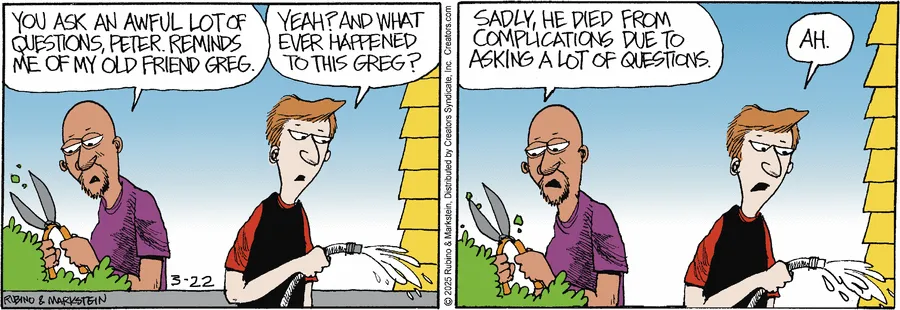 YOU ASK AN AWFUL LOT OF
QUESTIONS, PETER. REMINDS
ME OF MY OLD FRIEND GREG.
YEAH? AND WHAT
EVER HAPPENED
TO THIS GREG?
3-22
RUBINO & MARKSTEIN
© 2025 Rubino & Markstein, Distributed by Creators Syndicate, Inc. Creators.com
SADLY, HE DIED FROM
COMPLICATIONS DUE TO
ASKING A LOT OF QUESTIONS.
AH.